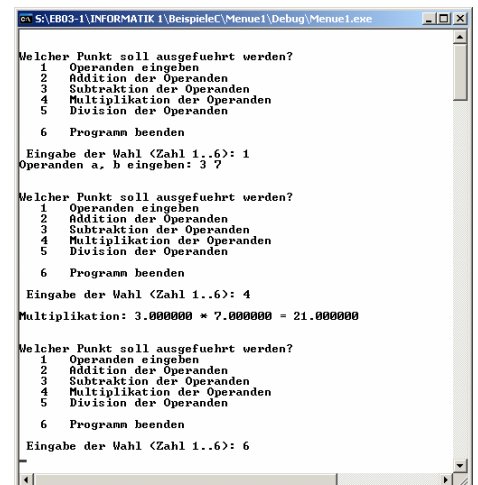 S:\EB03-1\INFORMATIK 1\BeispieleC\Menue1\Debug\Menue1.exe
Welcher Punkt soll ausgefuehrt werden?
1 Operanden eingeben
2 Addition der Operanden
3 Subtraktion der Operanden
4 Multiplikation der Operanden
5 Division der Operanden
6 Programm beenden
Eingabe der Wahl (Zahl 1..6): 1
Operanden a, b eingeben: 3 7
Welcher Punkt soll ausgefuehrt werden?
1 Operanden eingeben
2 Addition der Operanden
3 Subtraktion der Operanden
4 Multiplikation der Operanden
5 Division der Operanden
6 Programm beenden
Eingabe der Wahl (Zahl 1..6): 4
Multiplikation: 3.000000 * 7.000000 = 21.000000
Welcher Punkt soll ausgefuehrt werden?
1 Operanden eingeben
2 Addition der Operanden
3 Subtraktion der Operanden
4 Multiplikation der Operanden
5 Division der Operanden
6 Programm beenden
Eingabe der Wahl (Zahl 1..6): 6